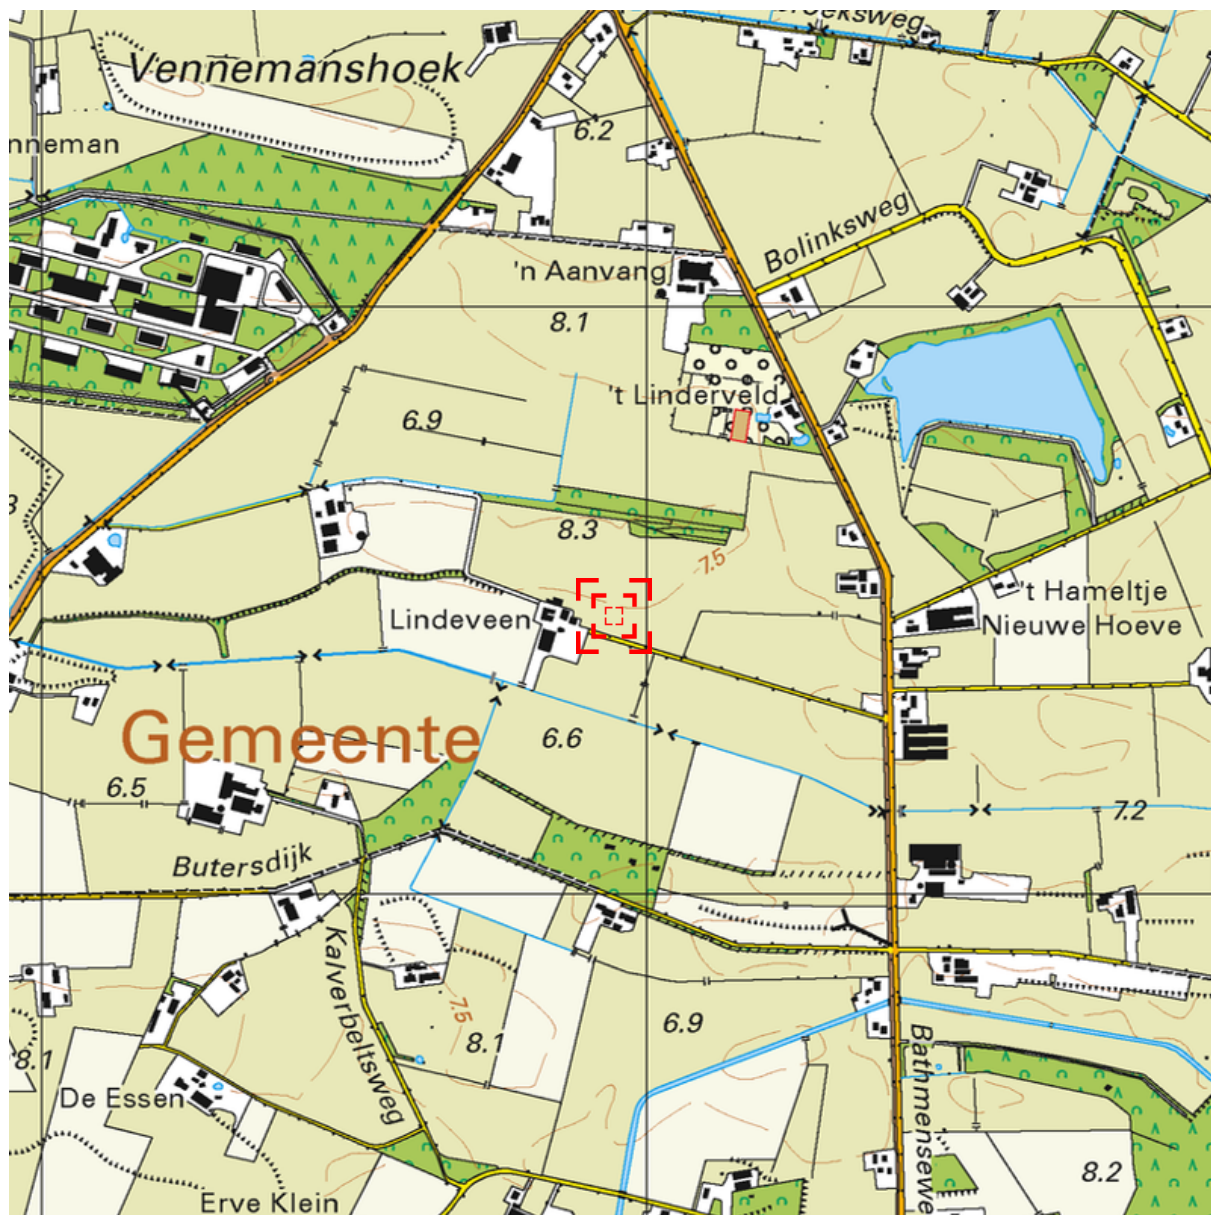 Vennemanshoek
6.2
nneman
Bolinksweg
'n Aanvang
8.1
't Linderveld
6.9
8.3
7.5
't Hameltje
Lindeveen
Nieuwe Hoeve
Gemeente
6.6
6.5
7.2
Butersdijk
Kalverbeltsweg
7.5
6.9
8.1
8.1
De Essen
Bathmensewe
8.2
Erve Klein